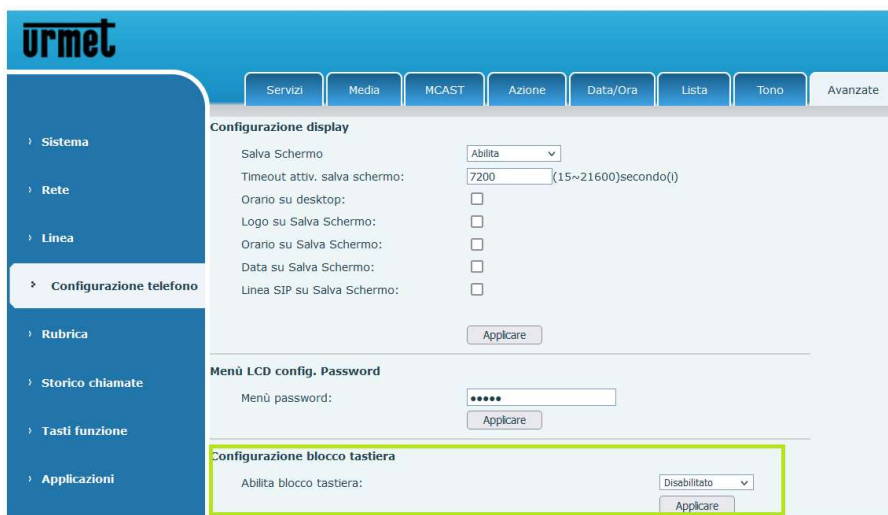 urmet
Servizi Media MCAST Azione Data/Ora Lista Tono Avanzate
› Sistema
› Rete
› Linea
› Configurazione telefono
› Rubrica
› Storico chiamate
› Tasti funzione
› Applicazioni
Configurazione display
Salva Schermo Abilita
Timeout attiv. salva schermo: 7200 (15~21600)secondo(i)
Orario su desktop:
Logo su Salva Schermo:
Orario su Salva Schermo:
Data su Salva Schermo:
Linea SIP su Salva Schermo:
Applicare
Menù LCD config. Password
Menù password: •••••
Applicare
Configurazione blocco tastiera
Abilita blocco tastiera: Disabilitato
Applicare